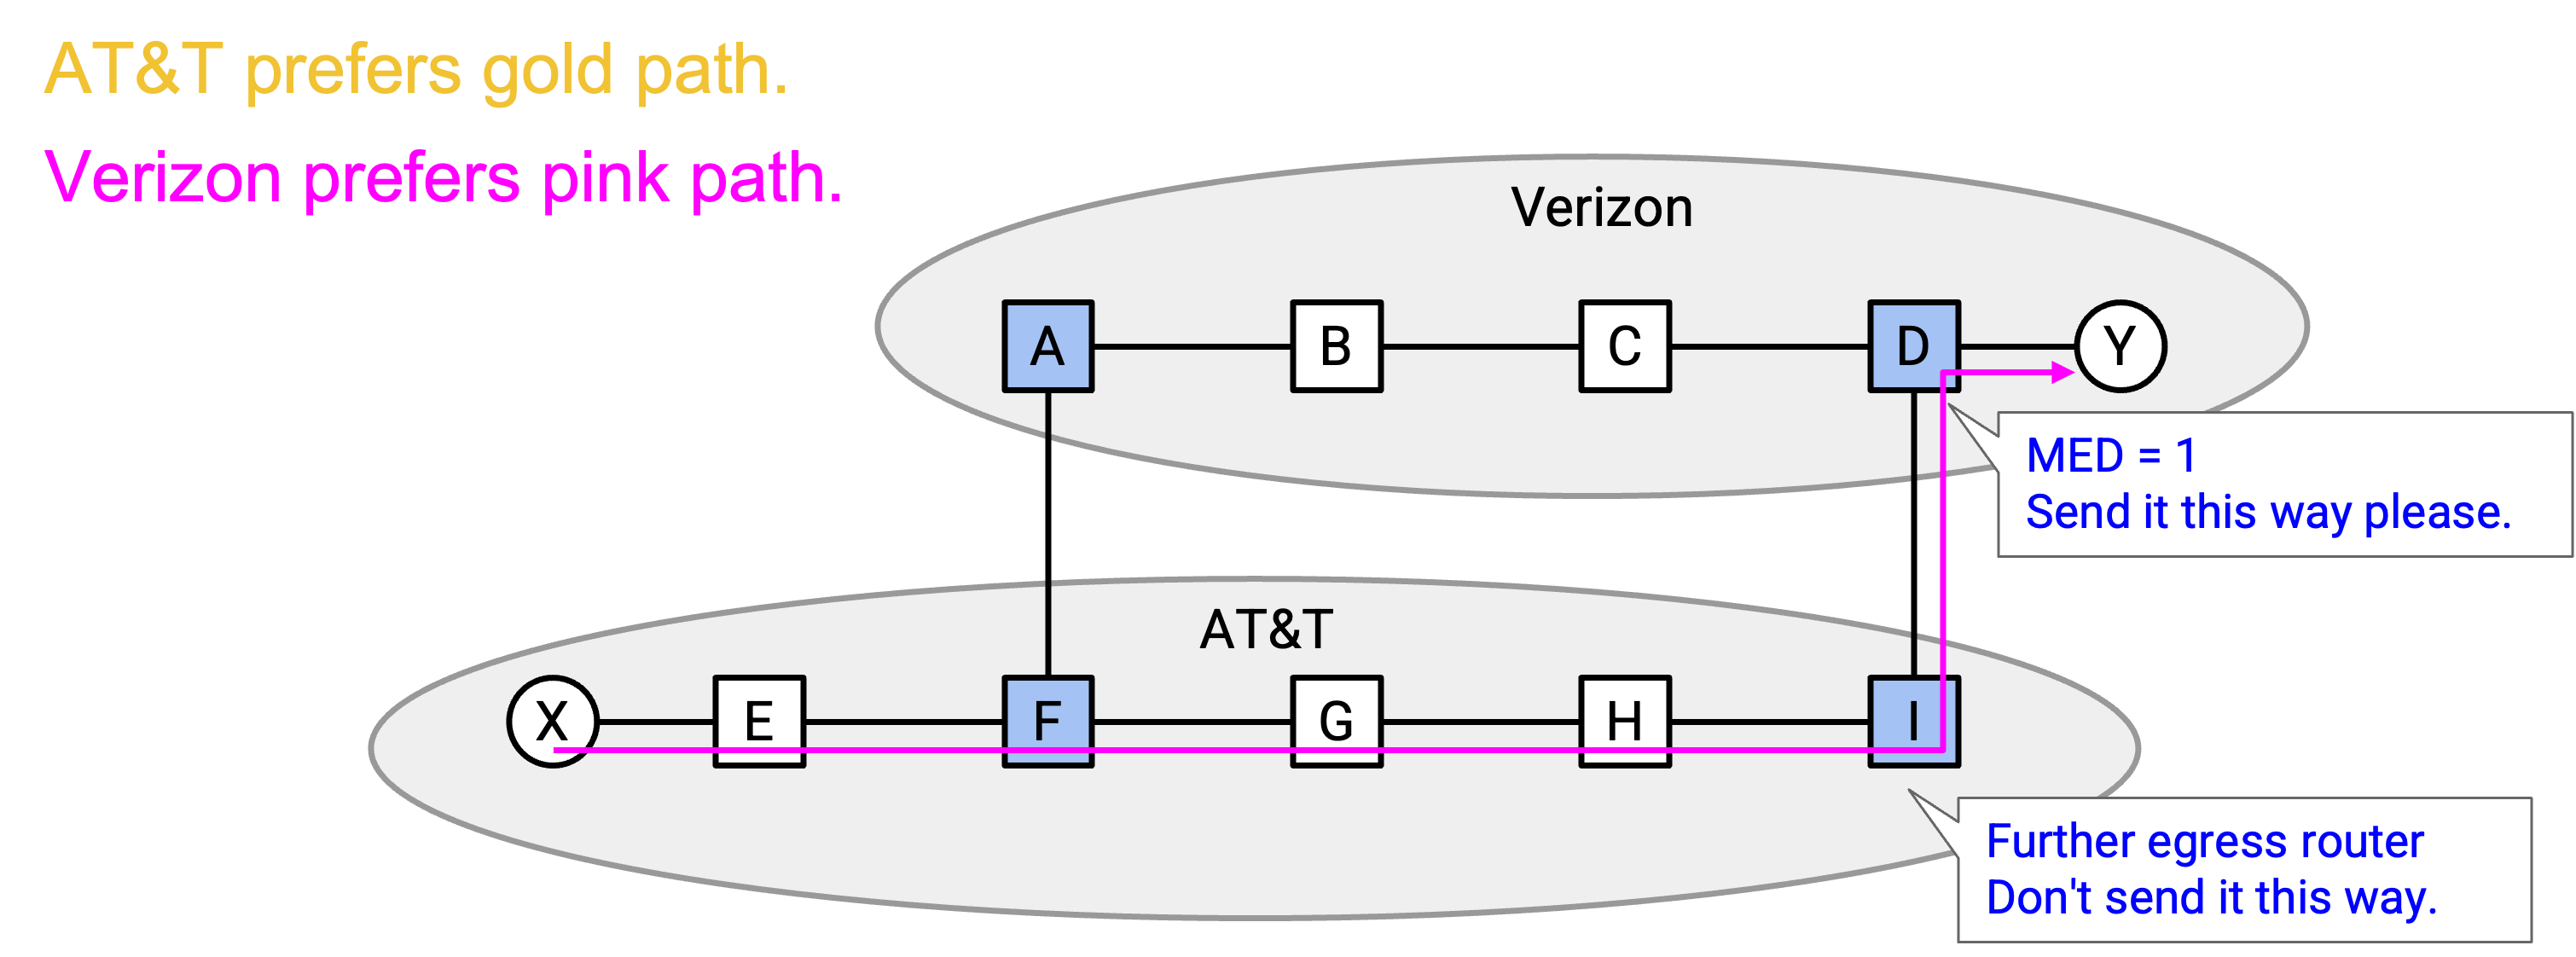 AT&T prefers gold path.
Verizon prefers pink path.
Verizon
A
B
C
D
Y
MED = 1
Send it this way please.
AT&T
X
E
F
G
H
I
Further egress router
Don't send it this way.